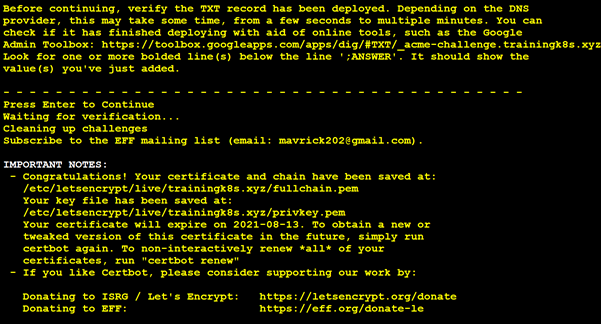 Before continuing, verify the TXT record has been deployed. Depending on the DNS
provider, this may take some time, from a few seconds to multiple minutes. You can
check if it has finished deploying with aid of online tools, such as the Google
Admin Toolbox: https://toolbox.googleapps.com/apps/dig/#TXT/_acme-challenge.trainingk8s.xyz
Look for one or more bolded line(s) below the line ';ANSWER'. It should show the
value(s) you've just added.
- - - - - - - - - - - - - - - - - - - - - - - - - - - - - - - - - - - - - - - -
Press Enter to Continue
Waiting for verification...
Cleaning up challenges
Subscribe to the EFF mailing list (email: mavrick202@gmail.com).
IMPORTANT NOTES:
- Congratulations! Your certificate and chain have been saved at:
/etc/letsencrypt/live/trainingk8s.xyz/fullchain.pem
Your key file has been saved at:
/etc/letsencrypt/live/trainingk8s.xyz/privkey.pem
Your certificate will expire on 2021-08-13. To obtain a new or
tweaked version of this certificate in the future, simply run
certbot again. To non-interactively renew *all* of your
certificates, run "certbot renew"
- If you like Certbot, please consider supporting our work by:
Donating to ISRG / Let's Encrypt:   https://letsencrypt.org/donate
Donating to EFF:                    https://eff.org/donate-le